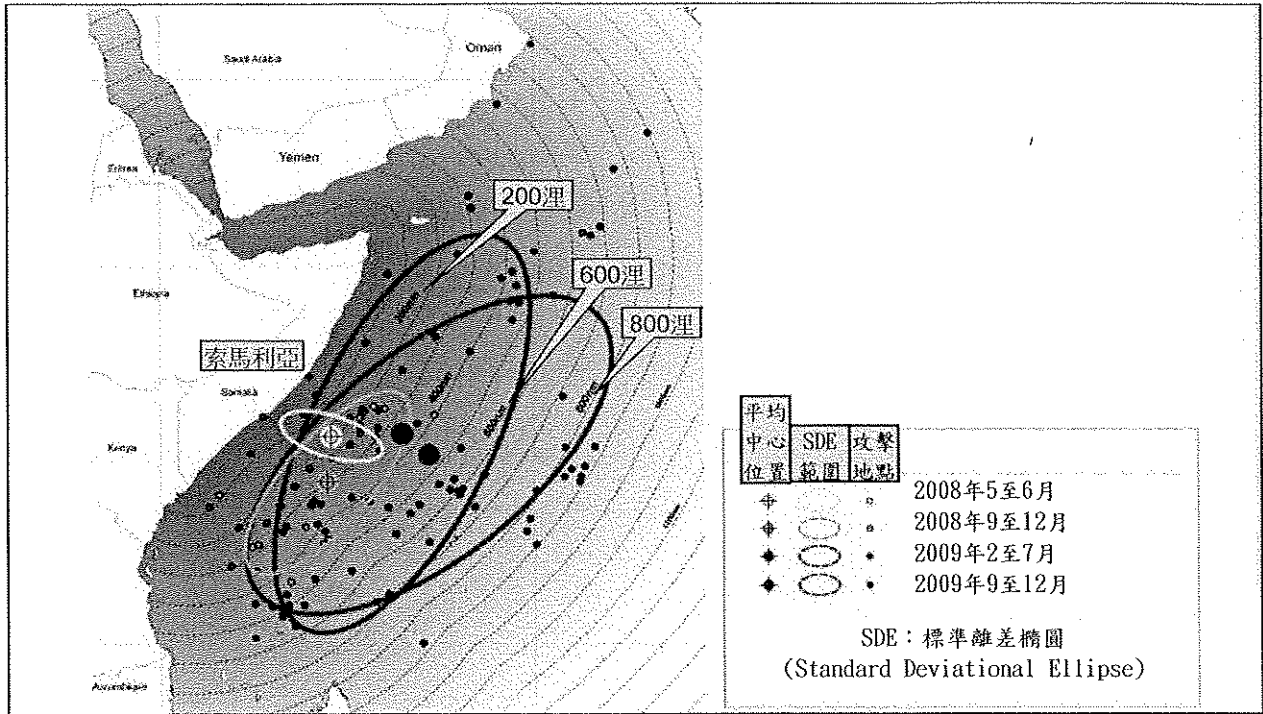 Oman
Saudi Arabia
Yemen
Eritrea
200浬
600浬
Ethiopia
800浬
索馬利亞
Somalia
Kenya
平均中心位置
SDE範圍
攻擊地點
2008年5至6月
2008年9至12月
2009年2至7月
2009年9至12月
SDE：標準離差橢圓
(Standard Deviational Ellipse)